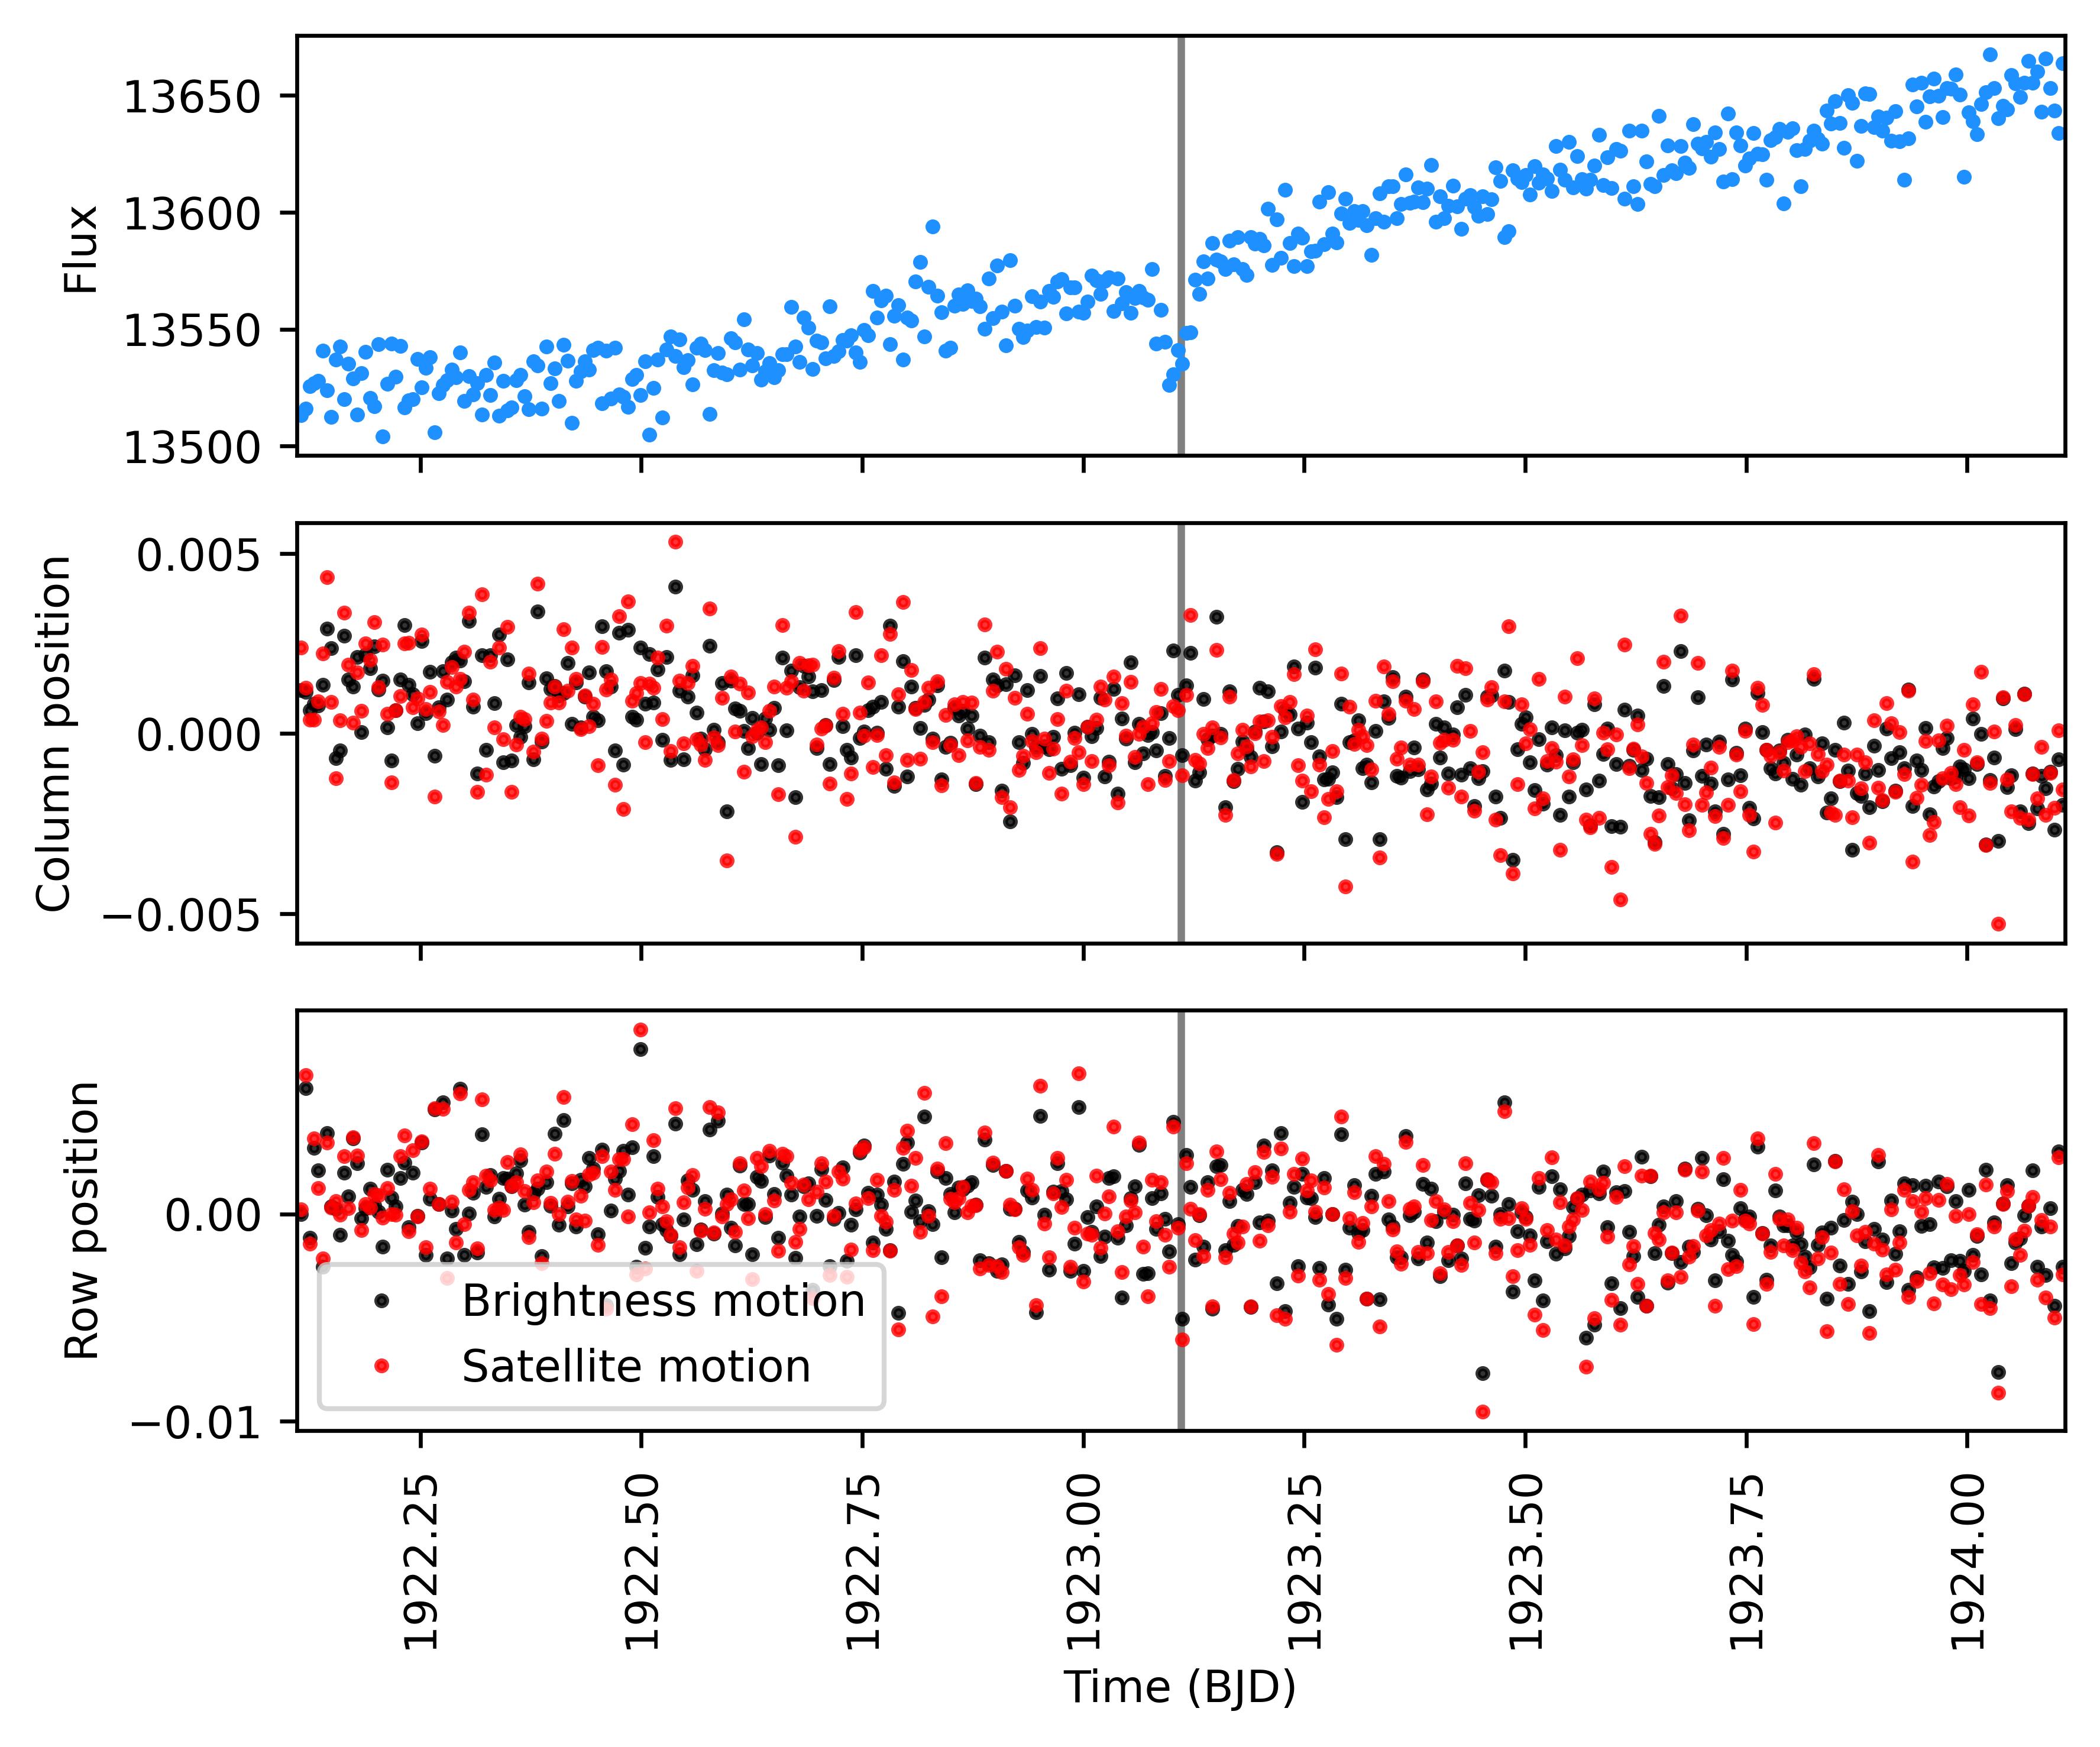 13650
13600
13550
13500
Flux
0.005
0.000
−0.005
Column position
0.00
−0.01
Row position
Brightness motion
Satellite motion
1922.25
1922.50
1922.75
1923.00
1923.25
1923.50
1923.75
1924.00
Time (BJD)